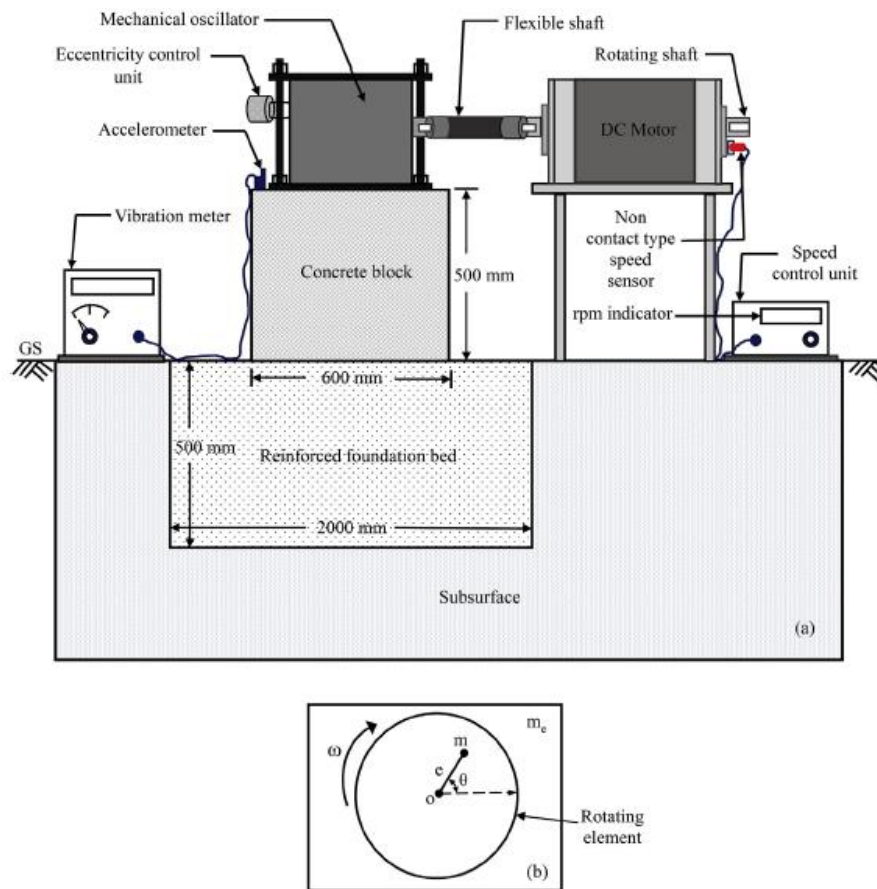 Mechanical oscillator
Flexible shaft
Eccentricity control
unit
Rotating shaft
Accelerometer
DC Motor
Vibration meter
Non
contact type
speed
sensor
Speed
control unit
Concrete block
500 mm
rpm indicator
GS
600 mm
500 mm
Reinforced foundation bed
2000 mm
Subsurface
(a)
m_e
ω
m
e
θ
o
Rotating
element
(b)